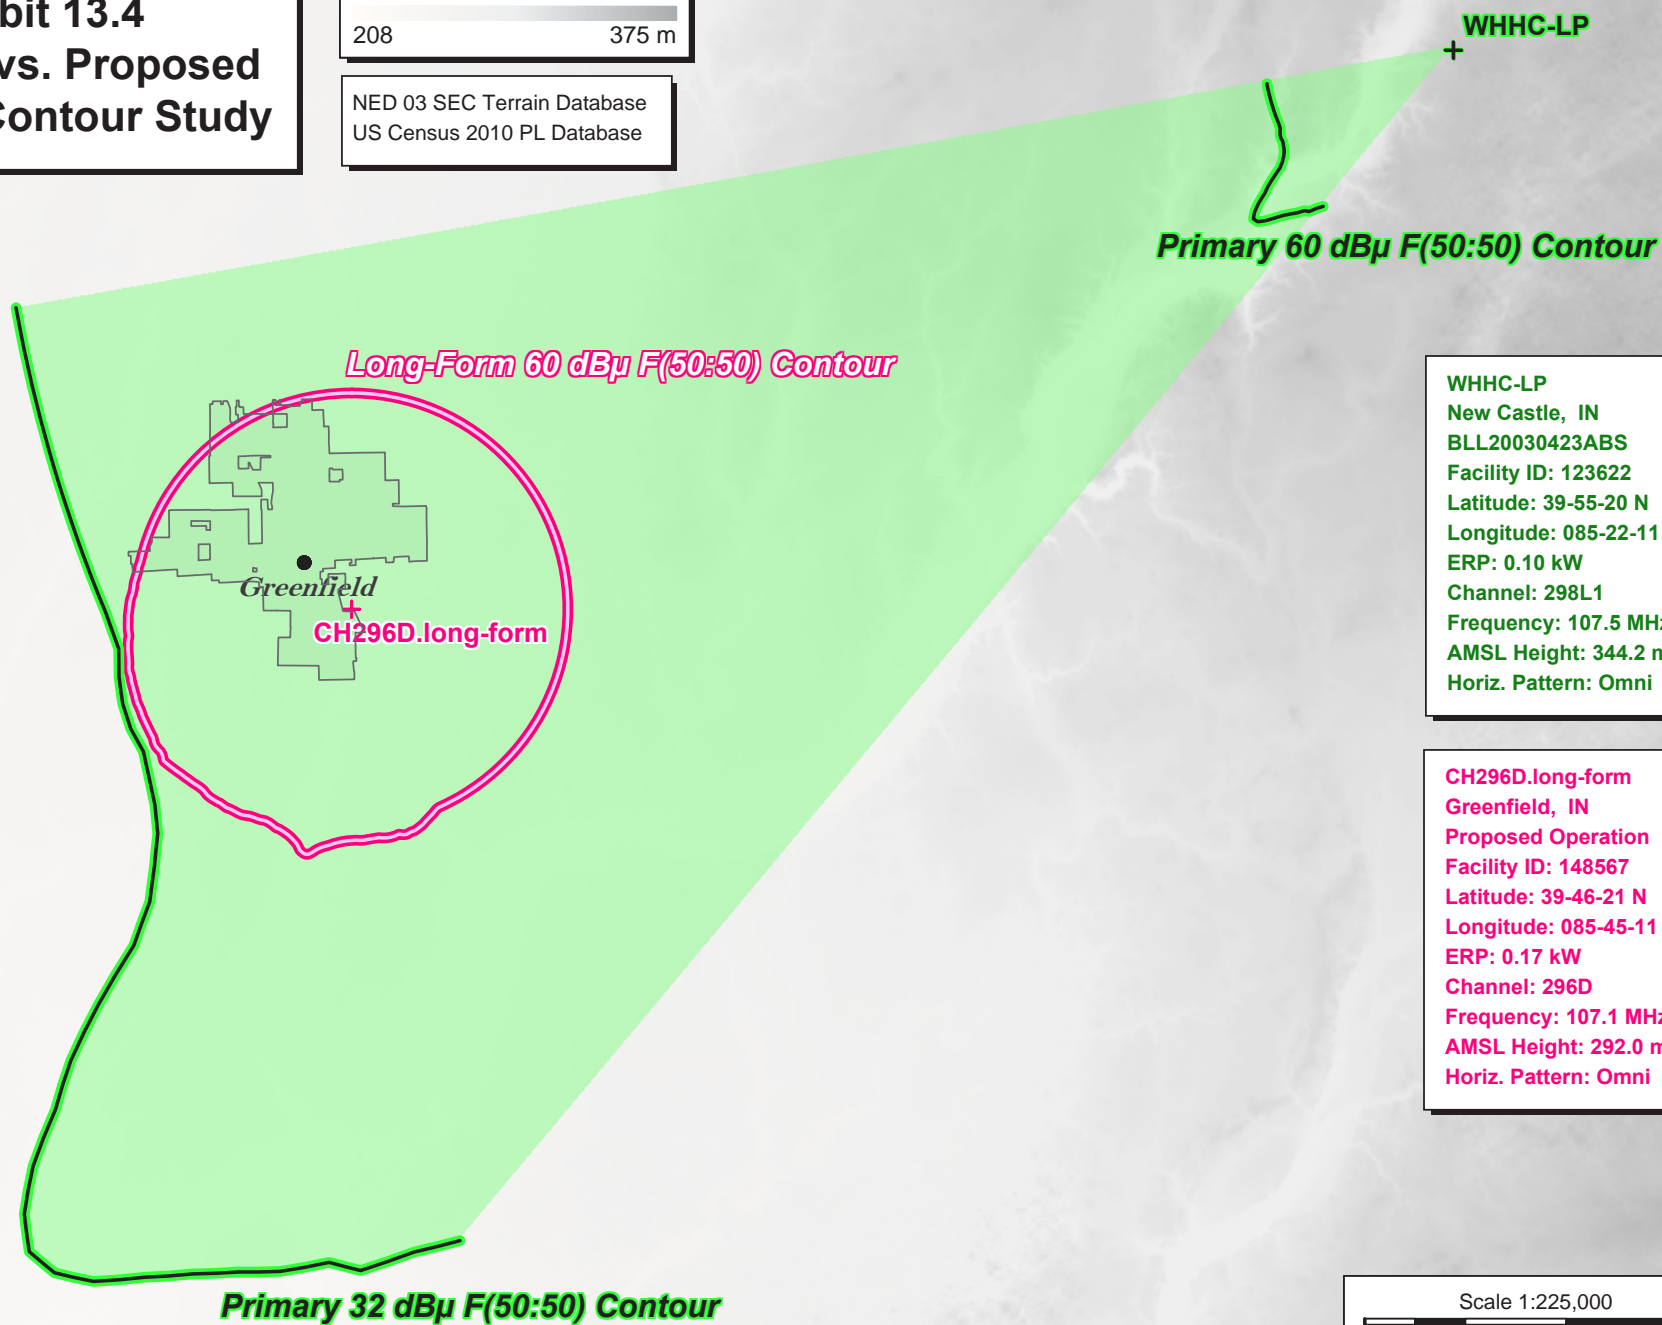 bit 13.4
vs. Proposed
Contour Study
208 375 m
NED 03 SEC Terrain Database
US Census 2010 PL Database
WHHC-LP
Primary 60 dBμ F(50:50) Contour
Long-Form 60 dBμ F(50:50) Contour
Greenfield
CH296D.long-form
WHHC-LP
New Castle, IN
BLL20030423ABS
Facility ID: 123622
Latitude: 39-55-20 N
Longitude: 085-22-11
ERP: 0.10 kW
Channel: 298L1
Frequency: 107.5 MHz
AMSL Height: 344.2 m
Horiz. Pattern: Omni
CH296D.long-form
Greenfield, IN
Proposed Operation
Facility ID: 148567
Latitude: 39-46-21 N
Longitude: 085-45-11
ERP: 0.17 kW
Channel: 296D
Frequency: 107.1 MHz
AMSL Height: 292.0 m
Horiz. Pattern: Omni
Primary 32 dBμ F(50:50) Contour
Scale 1:225,000